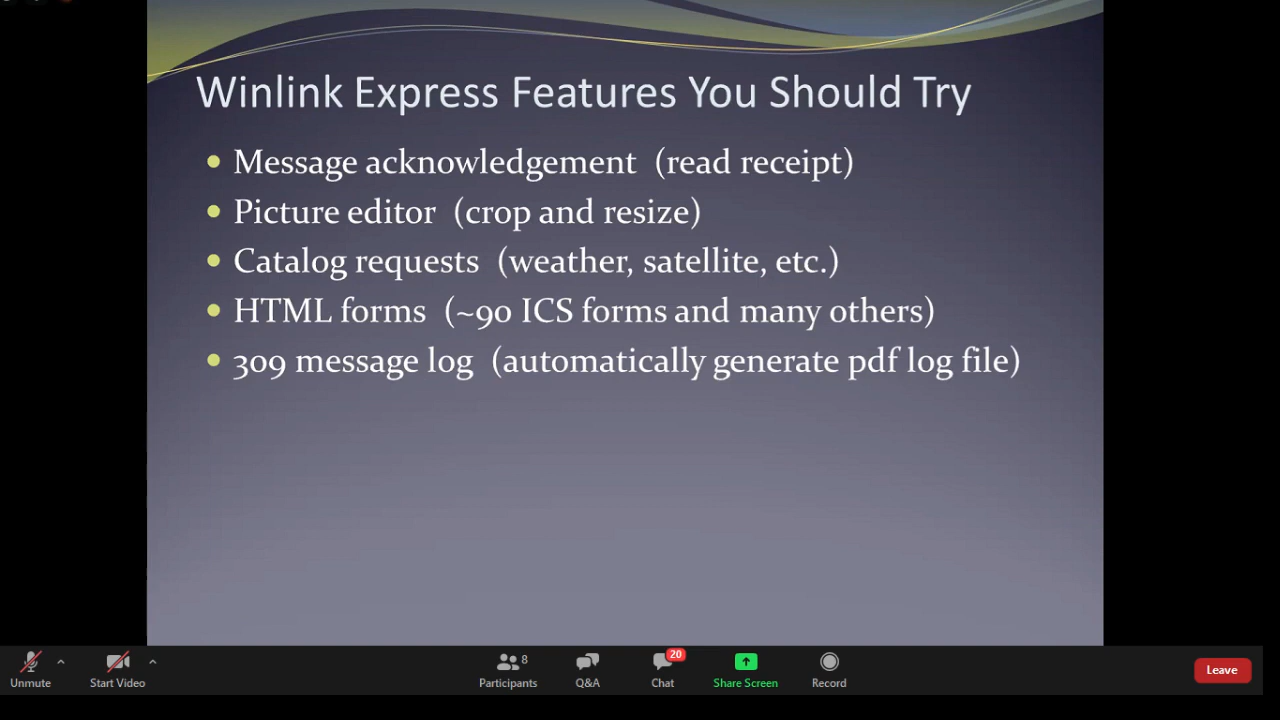 Winlink Express Features You Should Try
• Message acknowledgement (read receipt)
• Picture editor (crop and resize)
• Catalog requests (weather, satellite, etc.)
• HTML forms (~90 ICS forms and many others)
• 309 message log (automatically generate pdf log file)
8
20
Unmute
Start Video
Participants
Q&A
Chat
Share Screen
Record
Leave